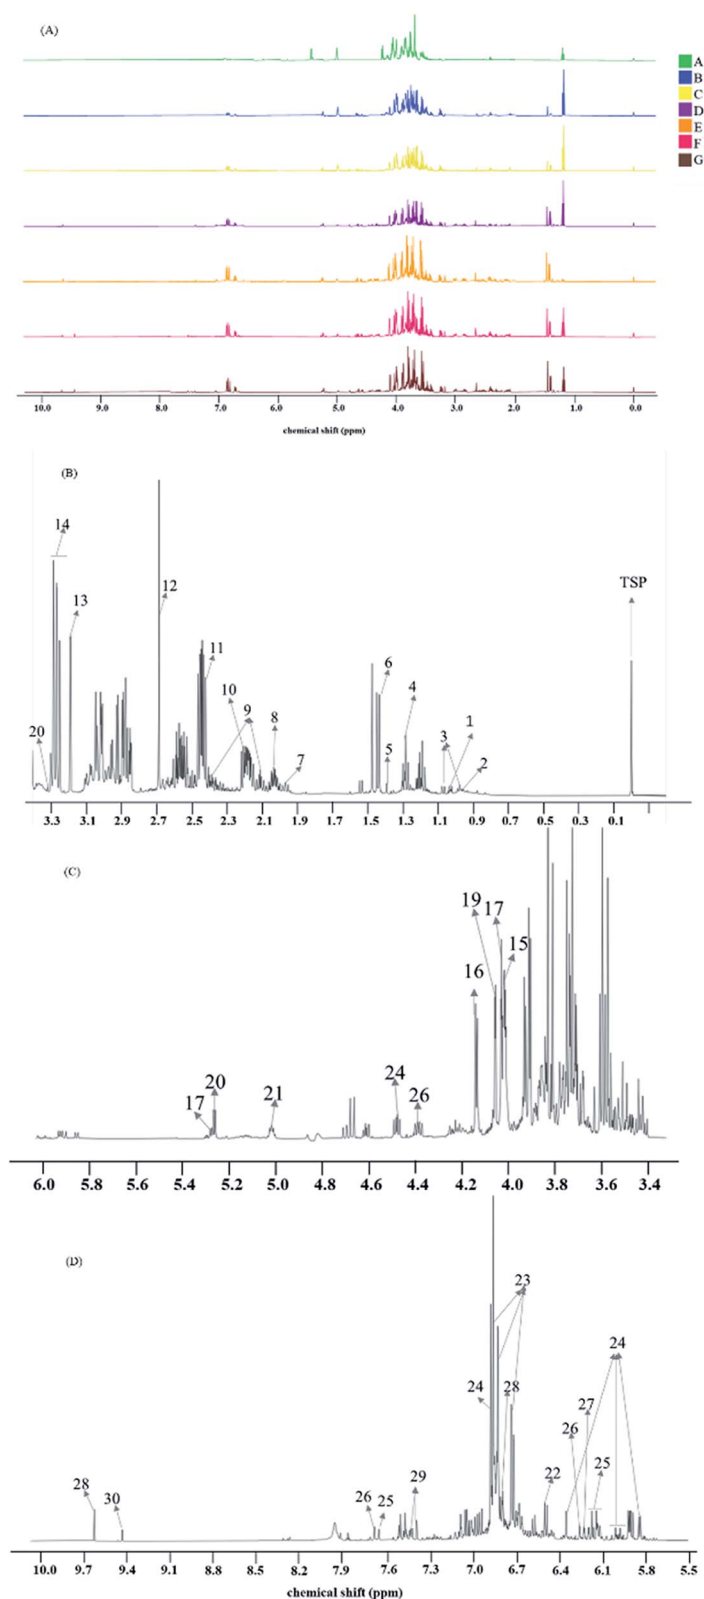 (A)
A
B
C
D
E
F
G
10.0 9.0 8.0 7.0 6.0 5.0 4.0 3.0 2.0 1.0 0.0
chemical shift (ppm)
(B)
14
TSP
13
12
11
6
10
9
4
1
20
8
3
5
7
2
3.3 3.1 2.9 2.7 2.5 2.3 2.1 1.9 1.7 1.5 1.3 1.1 0.9 0.7 0.5 0.3 0.1
(C)
19 17
15
16
20
24
21
26
17
6.0 5.8 5.6 5.4 5.2 5.0 4.8 4.6 4.4 4.2 4.0 3.8 3.6 3.4
(D)
23
24
24 28
27
26
25
22
28
30
26 25
29
10.0 9.7 9.4 9.1 8.8 8.5 8.2 7.9 7.6 7.3 7.0 6.7 6.4 6.1 5.8 5.5
chemical shift (ppm)